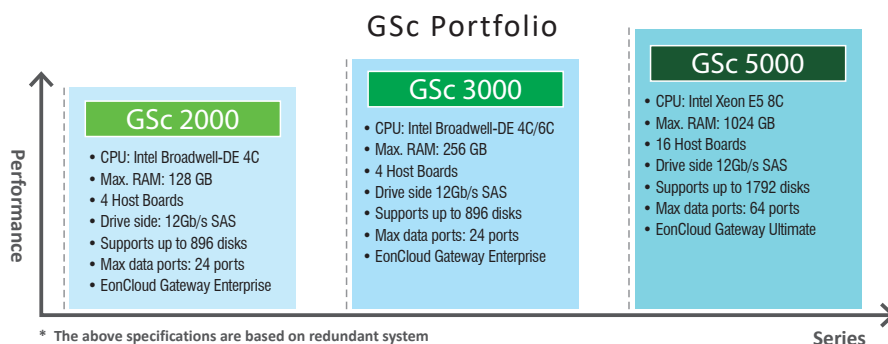 GSc Portfolio
Performance
GSc 2000
• CPU: Intel Broadwell-DE 4C
• Max. RAM: 128 GB
• 4 Host Boards
• Drive side: 12Gb/s SAS
• Supports up to 896 disks
• Max data ports: 24 ports
• EonCloud Gateway Enterprise
GSc 3000
• CPU: Intel Broadwell-DE 4C/6C
• Max. RAM: 256 GB
• 4 Host Boards
• Drive side 12Gb/s SAS
• Supports up to 896 disks
• Max data ports: 24 ports
• EonCloud Gateway Enterprise
GSc 5000
• CPU: Intel Xeon E5 8C
• Max. RAM: 1024 GB
• 16 Host Boards
• Drive side 12Gb/s SAS
• Supports up to 1792 disks
• Max data ports: 64 ports
• EonCloud Gateway Ultimate
* The above specifications are based on redundant system
Series